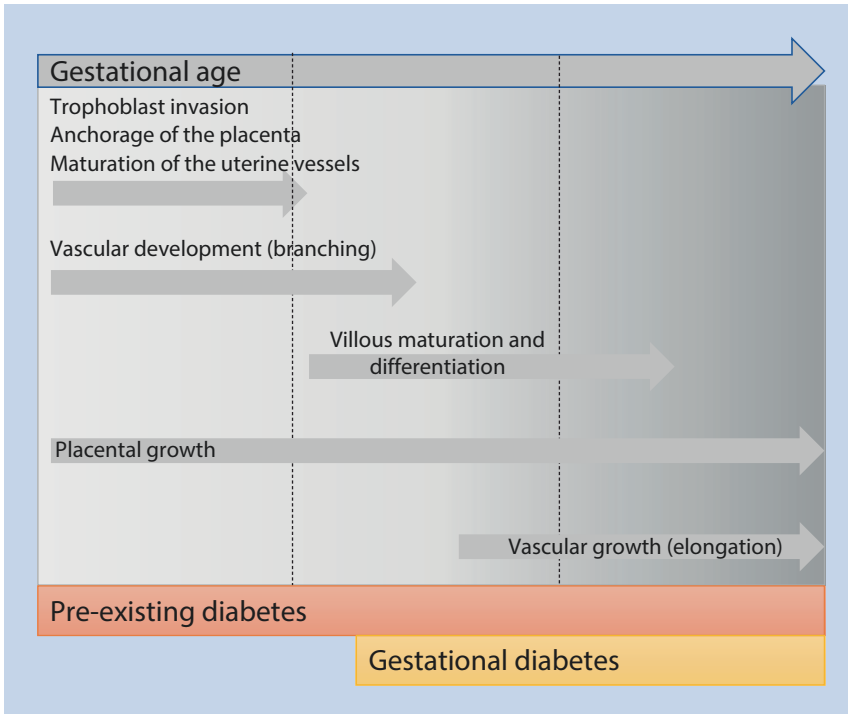 Gestational age
Trophoblast invasion
Anchorage of the placenta
Maturation of the uterine vessels
Vascular development (branching)
Villous maturation and
differentiation
Placental growth
Vascular growth (elongation)
Pre-existing diabetes
Gestational diabetes